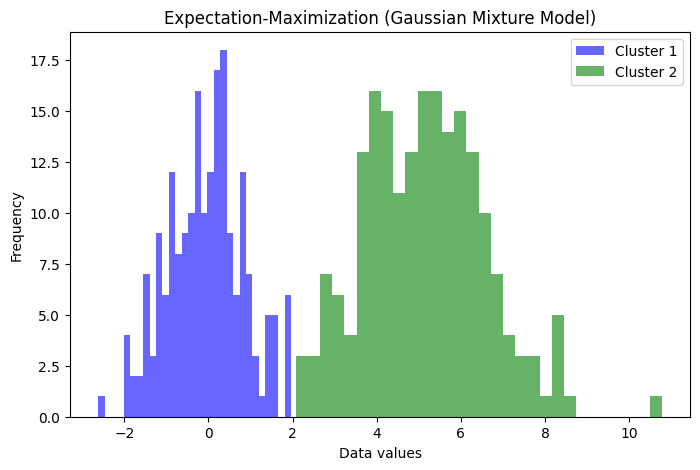 Expectation-Maximization (Gaussian Mixture Model)
Cluster 1
Cluster 2
17.5
15.0
12.5
10.0
7.5
5.0
2.5
0.0
Frequency
−2 0 2 4 6 8 10
Data values